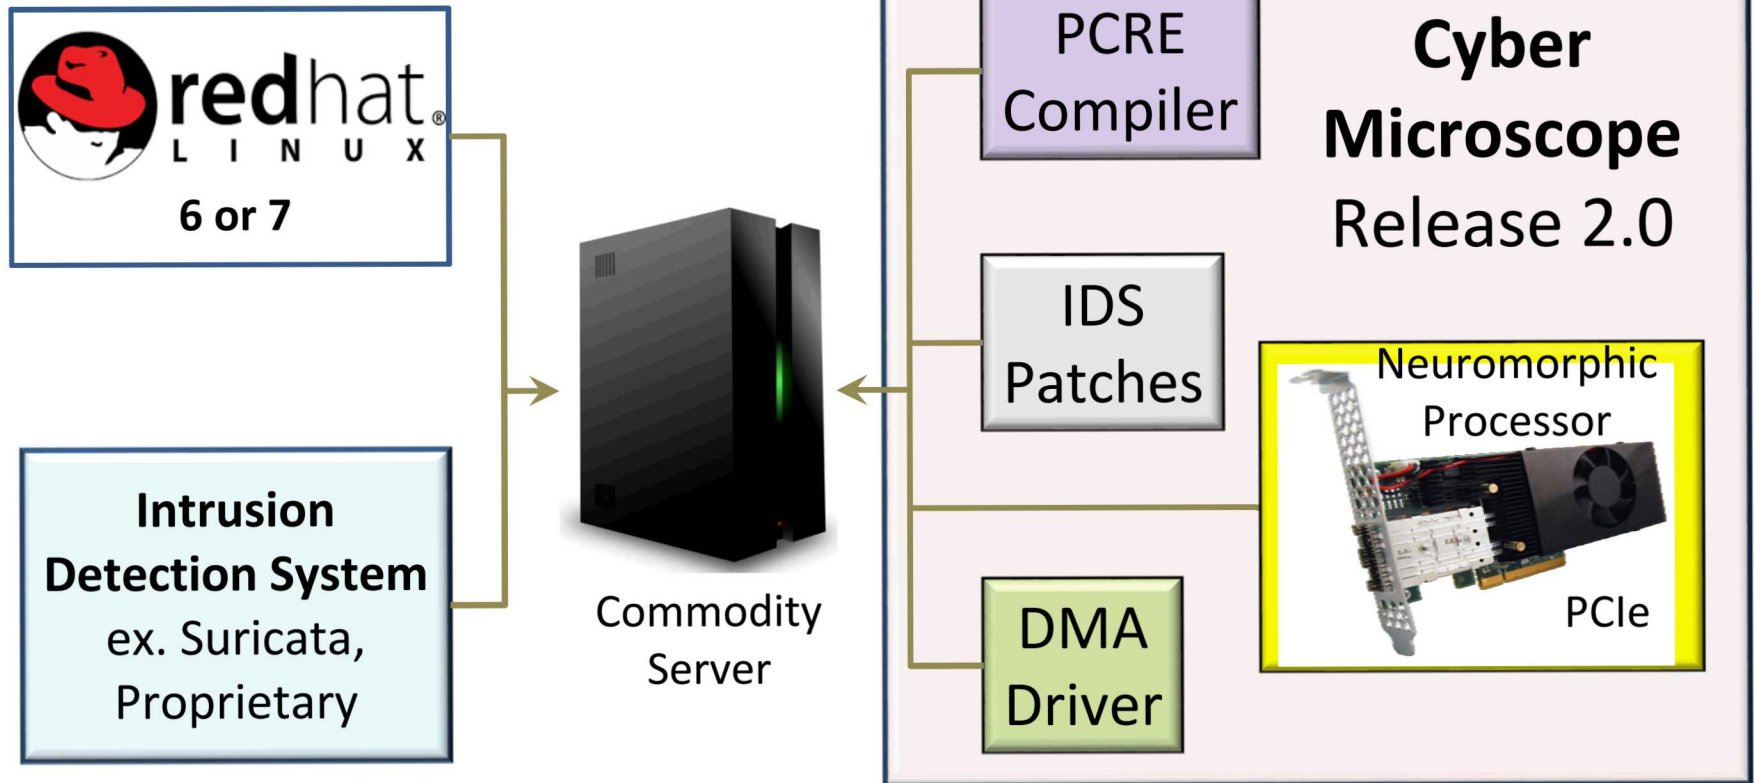 redhat®
LINUX
6 or 7
Intrusion
Detection System
ex. Suricata,
Proprietary
Commodity
Server
PCRE
Compiler
IDS
Patches
DMA
Driver
Cyber
Microscope
Release 2.0
Neuromorphic
Processor
PCIe